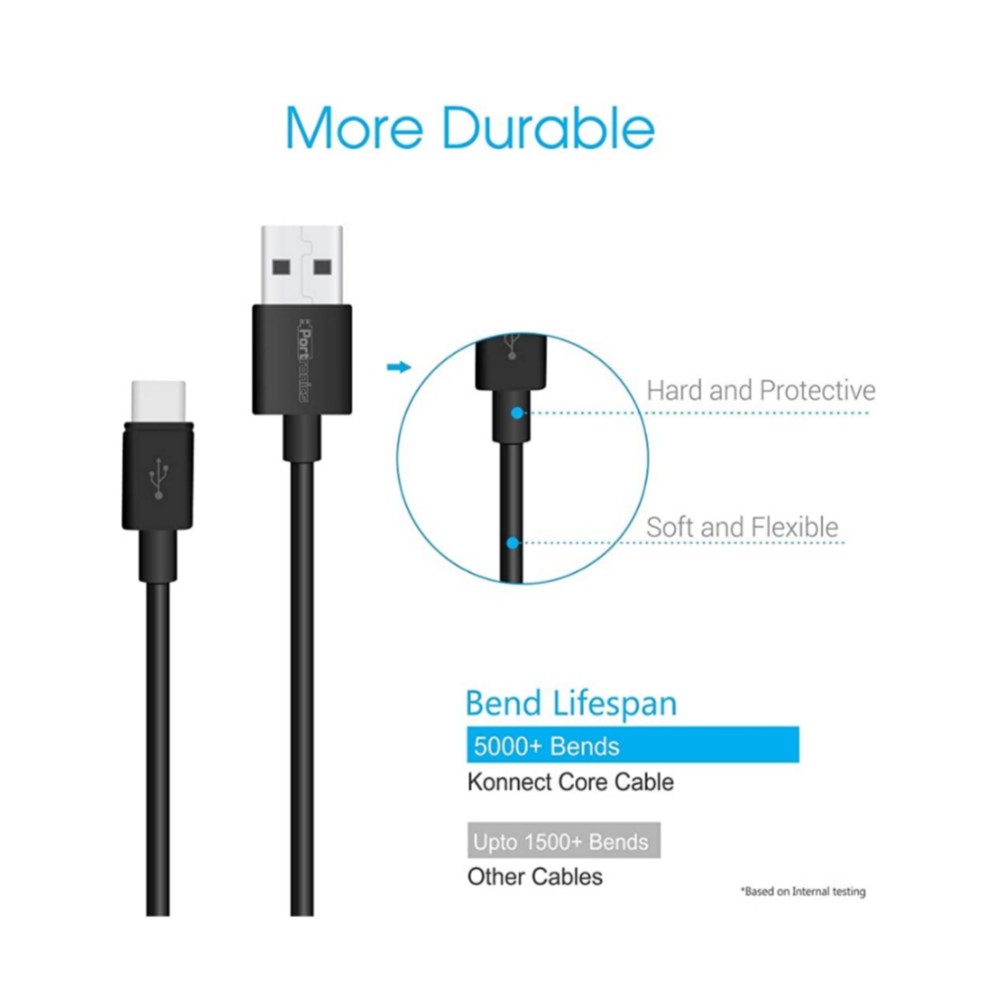 More Durable
Portronics
Hard and Protective
Soft and Flexible
Bend Lifespan
5000+ Bends
Konnect Core Cable
Upto 1500+ Bends
Other Cables
*Based on Internal testing